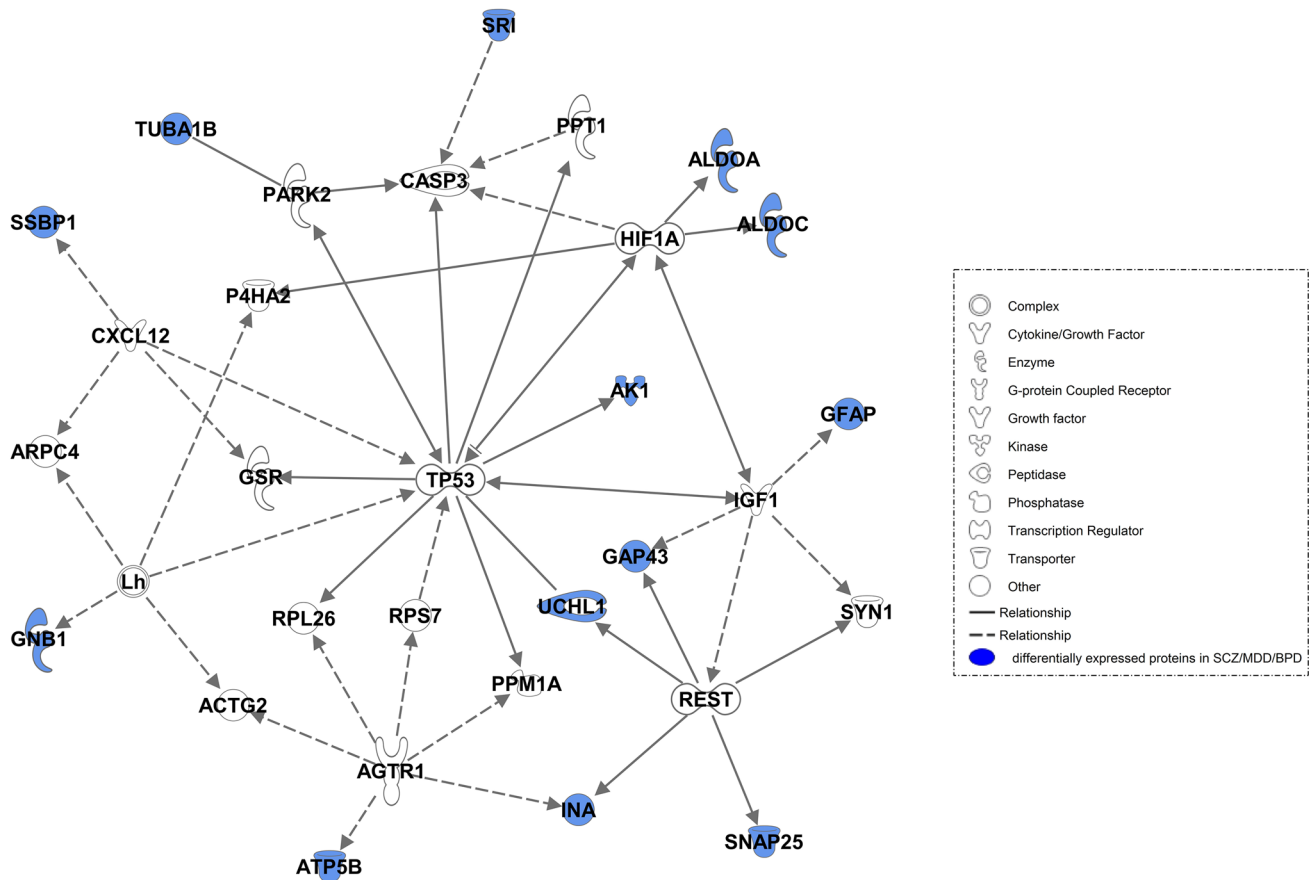 SRI
TUBA1B
PPT1
ALDOA
CASP3
PARK2
SSBP1
ALDOC
HIF1A
P4HA2
CXCL12
AK1
GFAP
ARPC4
GSR
TP53
IGF1
GAP43
Lh
UCHL1
SYN1
GNB1
RPL26
RPS7
PPM1A
REST
ACTG2
AGTR1
INA
SNAP25
ATP5B
Complex
Cytokine/Growth Factor
Enzyme
G-protein Coupled Receptor
Growth factor
Kinase
Peptidase
Phosphatase
Transcription Regulator
Transporter
Other
Relationship
Relationship
differentially expressed proteins in SCZ/MDD/BPD